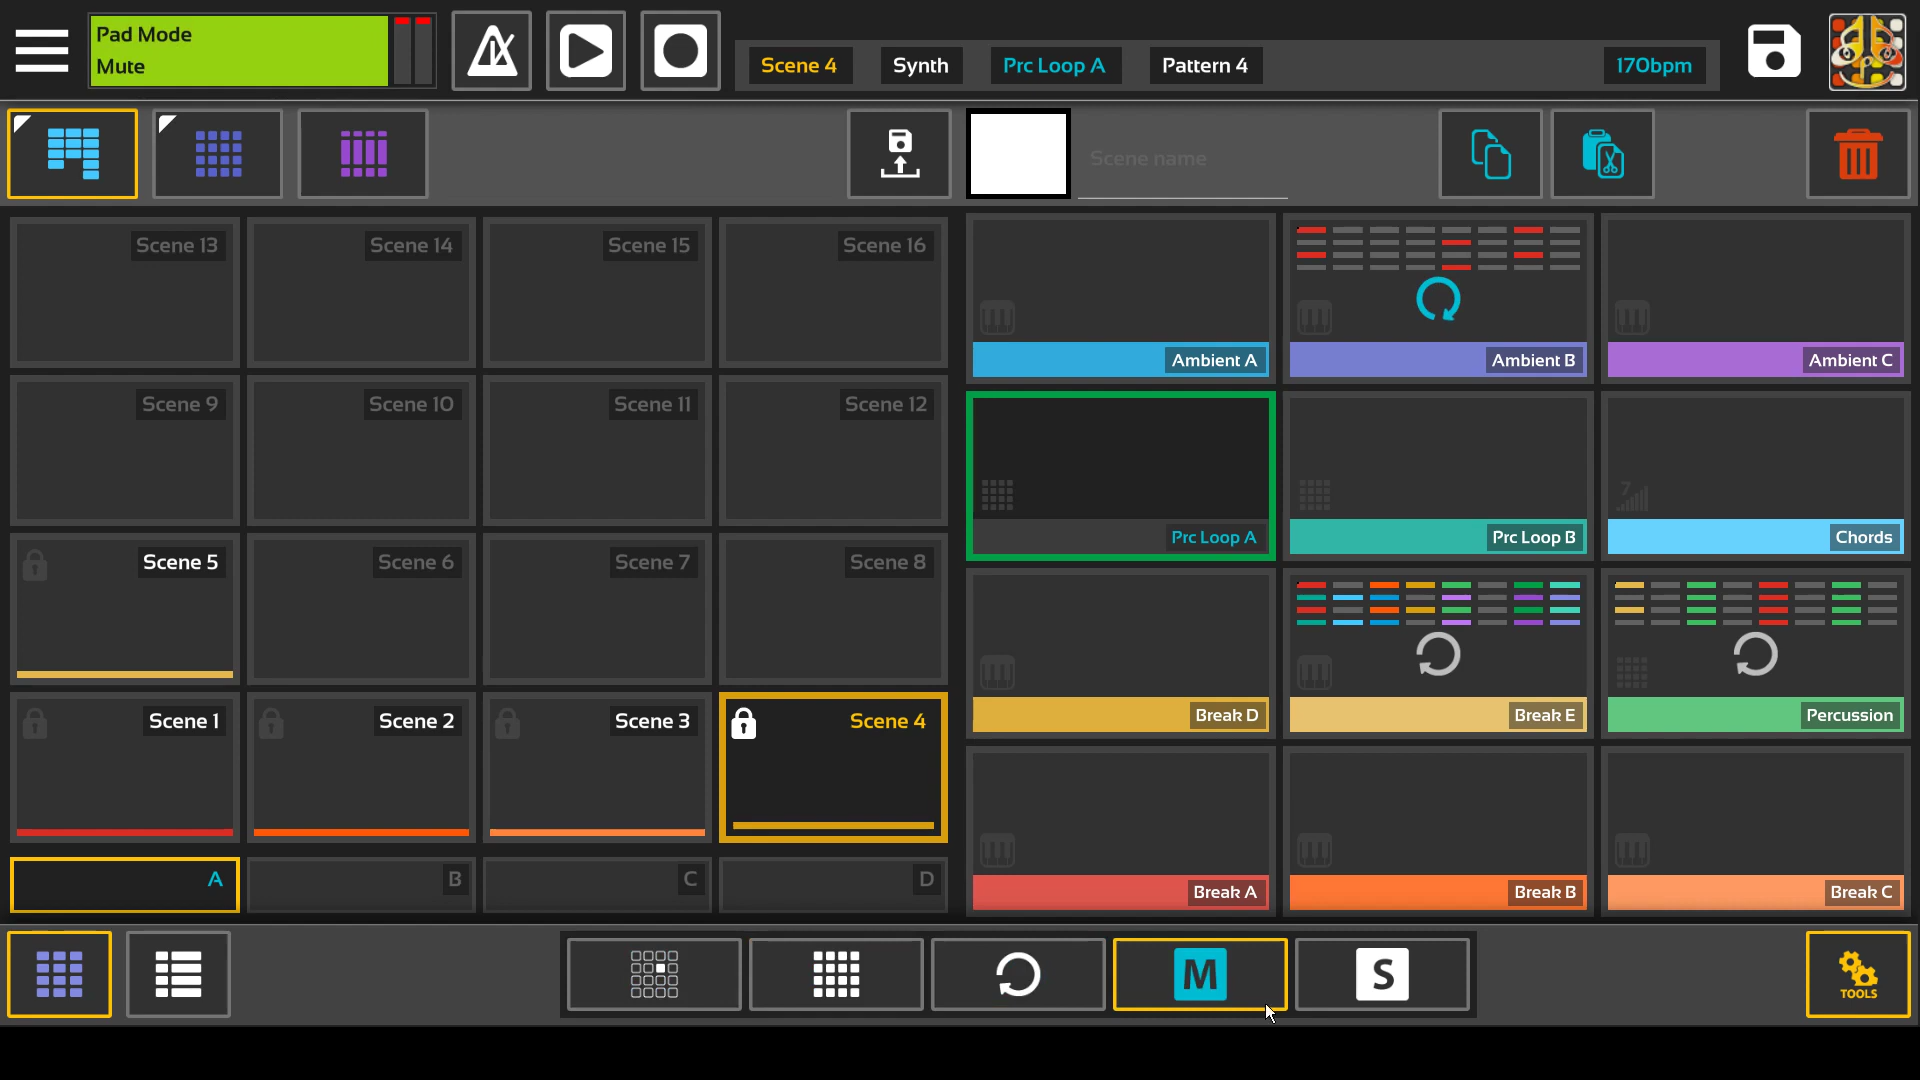 Pad Mode
Mute
Scene 4
Synth
Prc Loop A
Pattern 4
170bpm
Scene name
Scene 13
Scene 14
Scene 15
Scene 16
Ambient A
Ambient B
Ambient C
Scene 9
Scene 10
Scene 11
Scene 12
Prc Loop A
Prc Loop B
7
Chords
Scene 5
Scene 6
Scene 7
Scene 8
Break D
Break E
Percussion
Scene 1
Scene 2
Scene 3
Scene 4
Break A
Break B
Break C
A
B
C
D
M
S
TOOLS